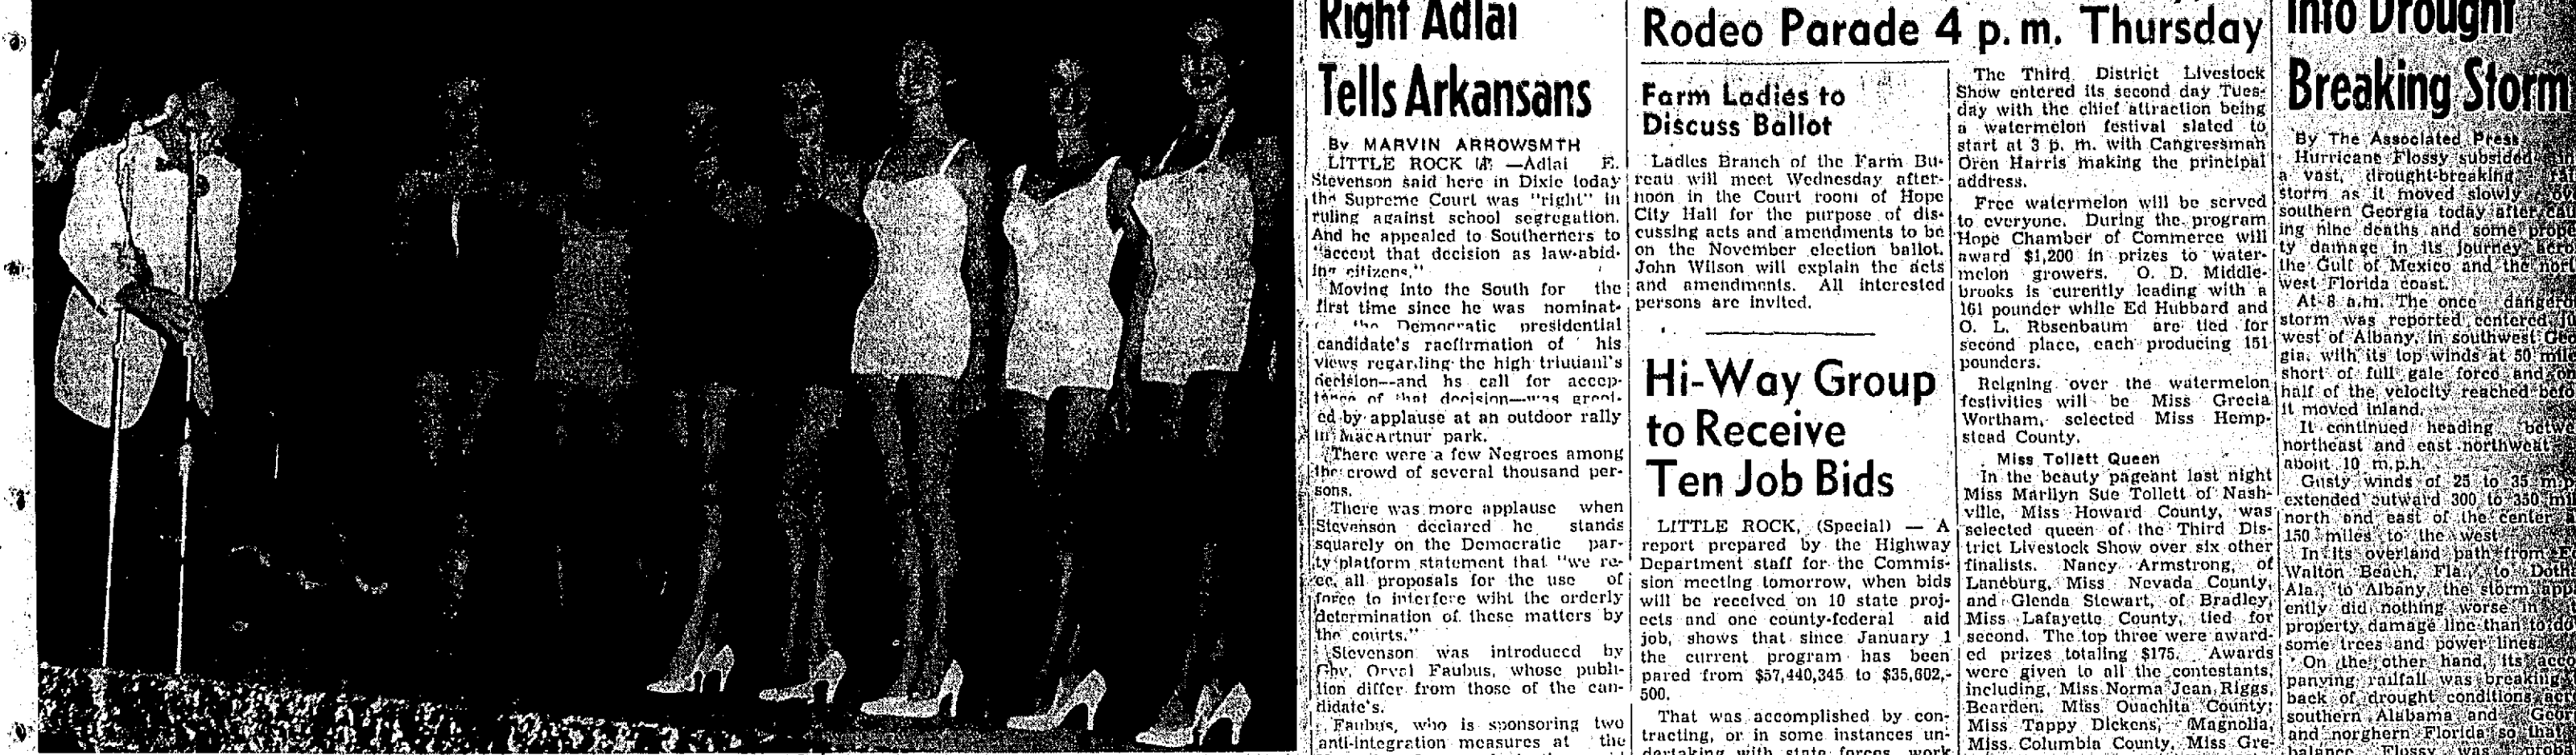 Right Adlai
Tells Arkansans
By MARVIN ARROWSMTH
LITTLE ROCK —Adlai E.
Stevenson said here in Dixie today
the Supreme Court was "right" in
ruling against school segregation.
And he appealed to Southerners to
"accept that decision as law-abid-
ing citizens."
Moving into the South for the
first time since he was nominat-
the Democratic presidential
candidate's raefirmation of his
views regarding the high
decision--and hs call for accep-
tance of that decision—was greet-
ed by applause at an outdoor rally
in MacArthur park.
There were a few Negroes among
the crowd of several thousand per-
sons.
There was more applause when
Stevenson declared he stands
squarely on the Democratic par-
ty platform statement that "we re-
all proposals for the use of
force to interfere wiht the orderly
determination of these matters by
the courts."
Stevenson was introduced by
Orval Faubus, whose publi-
tion differ from those of the can-
didate's.
Faubus, who is sponsoring two
anti-integration measures at the
Rodeo Parade 4 p. m. Thursday
Farm Ladies to
Discuss Ballot
Ladies Branch of the Farm Bu-
reau will meet Wednesday after-
noon in the Court room of Hope
City Hall for the purpose of dis-
cussing acts and amendments to be
on the November election ballot.
John Wilson will explain the acts
and amendments. All interested
persons are invited.
Hi-Way Group
to Receive
Ten Job Bids
LITTLE ROCK, (Special) — A
report prepared by the Highway
Department staff for the Commis-
sion meeting tomorrow, when bids
will be received on 10 state proj-
ects and one county-federal aid
job, shows that since January 1
the current program has been
pared from $57,440,345 to $35,602,-
500.
That was accomplished by con-
tracting, or in some instances un-
dertaking with state forces, work
The Third District Livestock
Show entered its second day Tues-
day with the chief attraction being
a watermelon festival slated to
start at 3 p. m. with Cangressman
Oren Harris making the principal
address.
Free watermelon will be served
to everyone. During the program
Hope Chamber of Commerce will
award $1,200 in prizes to water-
melon growers. O. D. Middle-
brooks is curently leading with a
161 pounder while Ed Hubbard and
O. L. Rosenbaum are tied for
second place, each producing 151
pounders.
Reigning over the watermelon
festivities will be Miss Grecia
Wortham, selected Miss Hemp-
stead County.
Miss Tollett Queen
In the beauty pageant last night
Miss Marilyn Sue Tollett of Nash-
ville, Miss Howard County, was
selected queen of the Third Dis-
trict Livestock Show over six other
finalists. Nancy Armstrong, of
Laneburg, Miss Nevada County,
and Glenda Stewart, of Bradley,
Miss Lafayette County, tied for
second. The top three were award-
ed prizes totaling $175. Awards
were given to all the contestants,
including, Miss Norma Jean Riggs,
Bearden, Miss Ouachita County;
Miss Tappy Dickens, Magnolia,
Miss Columbia County, Miss Gre-
Into Drought
Breaking Storm
By The Associated Press
Hurricane Flossy subsided
a vast, drought-breaking
storm as it moved slowly
southern Georgia today after
ing nine deaths and some
ty damage in its journey
the Gulf of Mexico and the
west Florida coast.
At 8 a.m. The once
storm was reported centered
west of Albany, in southwest
gia, with its top winds at 50
short of full gale force and
half of the velocity reached
it moved inland.
It continued heading
northeast and east northweat
about 10 m.p.h.
Gusty winds of 25 to 35
extended outward 300 to 350
north and east of the center
150 miles to the west
In its overland path from
Walton Beach, Fla., to
Ala., to Albany, the storm
ently did nothing worse in
property damage line than to
some trees and power lines.
On the other hand, its
panying railfall was breaking
back of drought conditions
southern Alabama and
and norghern Florida so that
balance, Flossy was